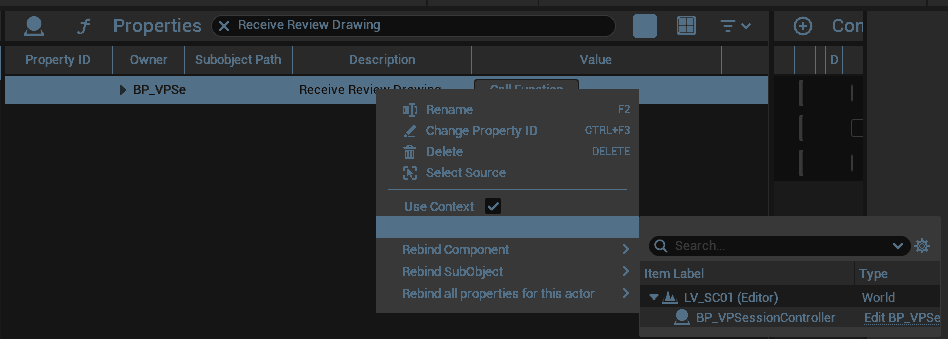 Properties
Receive Review Drawing
Con
Property ID
Owner
Subobject Path
Description
Value
D
BP_VPSe
Receive Review Drawing
Call Function
Rename F2
Change Property ID CTRL+F3
Delete DELETE
Select Source
Use Context
Rebind Component
Rebind SubObject
Rebind all properties for this actor
Search...
Item Label
Type
LV_SC01 (Editor)
World
BP_VPSessionController
Edit BP_VPSe